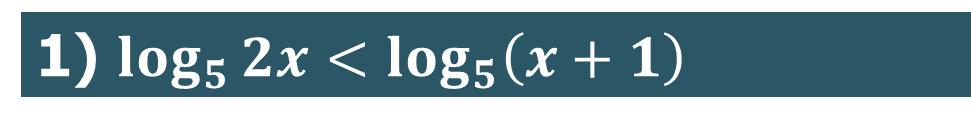 1) log₅ 2x < log₅(x + 1)